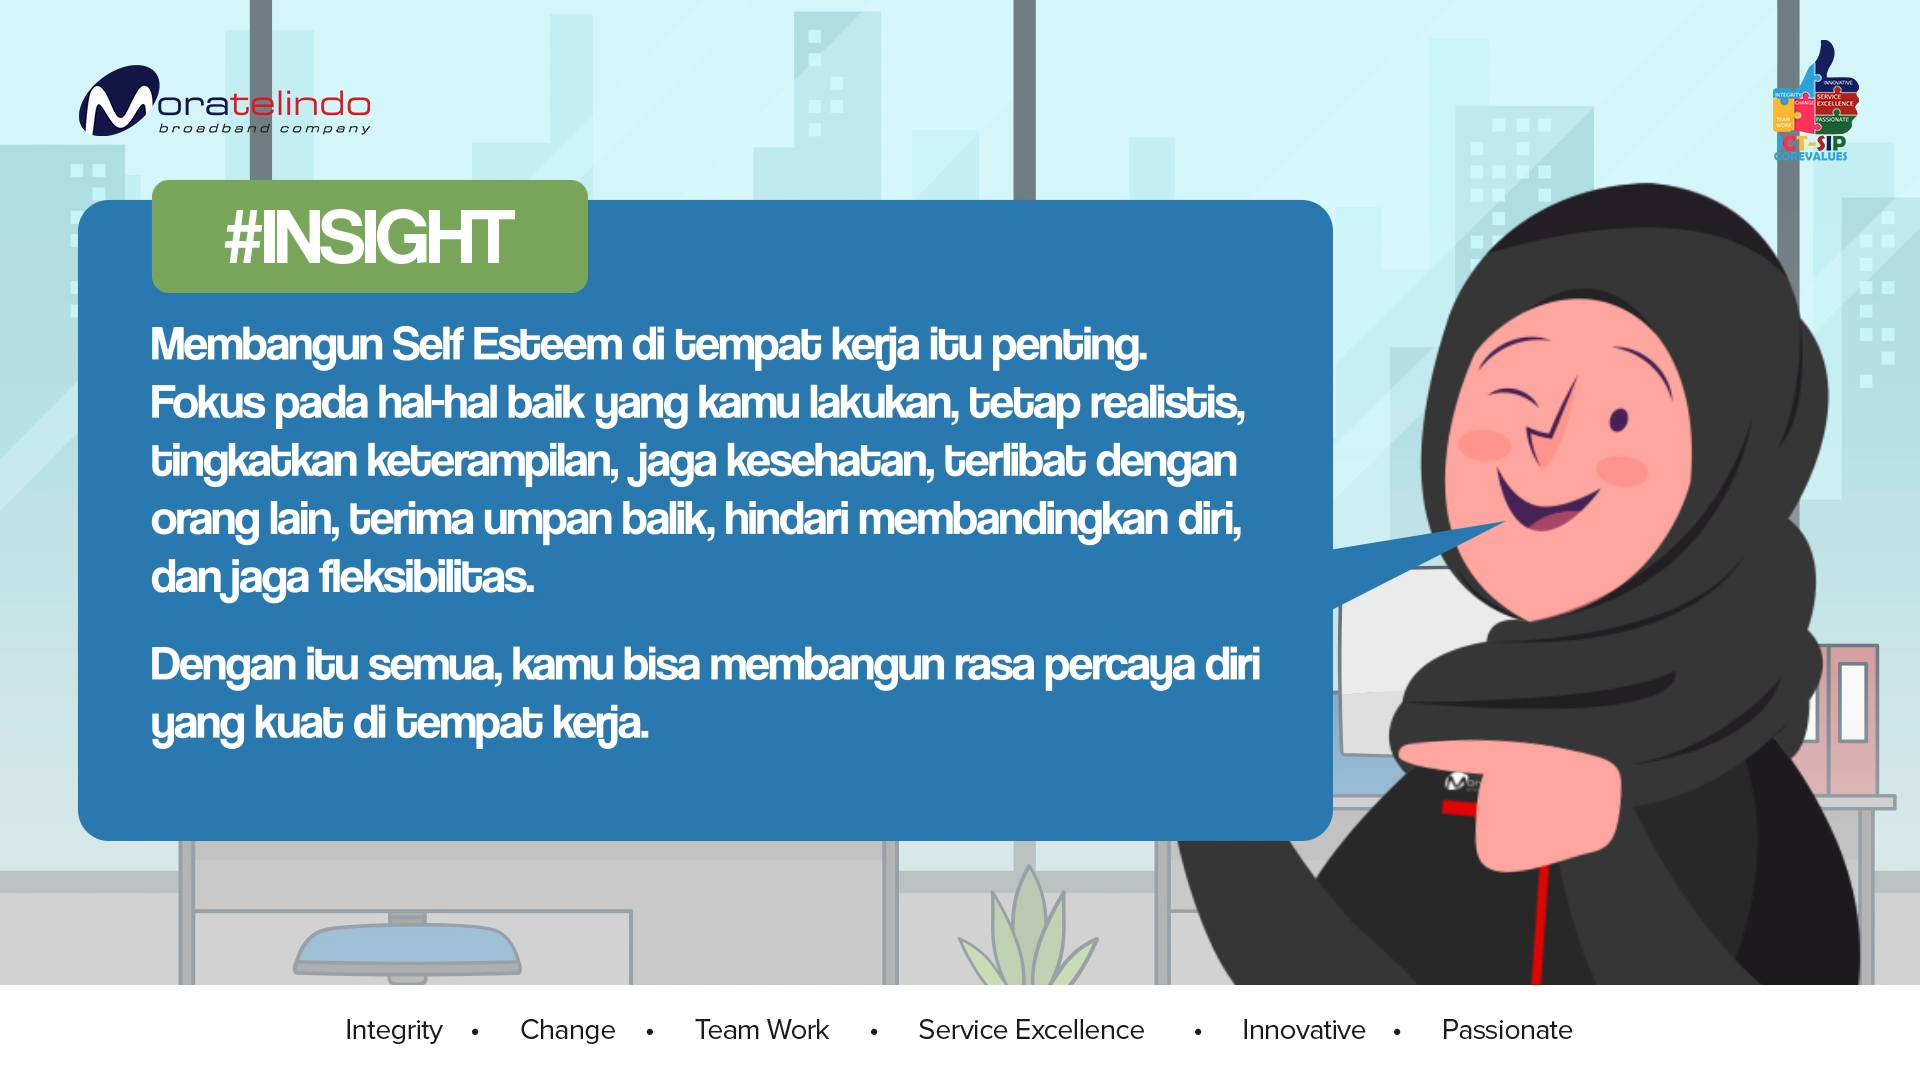 Moratelindo
broadband company
INNOVATIVE
INTEGRITY
CHANGE
SERVICE
EXCELLENCE
TEAM
WORK
PASSIONATE
ICT-SIP
COREVALUES
#INSIGHT
Membangun Self Esteem di tempat kerja itu penting.
Fokus pada hal-hal baik yang kamu lakukan, tetap realistis,
tingkatkan keterampilan, jaga kesehatan, terlibat dengan
orang lain, terima umpan balik, hindari membandingkan diri,
dan jaga fleksibilitas.
Dengan itu semua, kamu bisa membangun rasa percaya diri
yang kuat di tempat kerja.
Integrity • Change • Team Work • Service Excellence • Innovative • Passionate